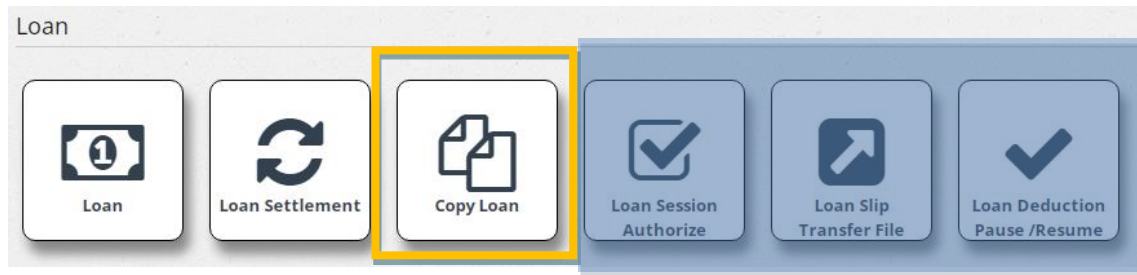 Loan
1
Loan
Loan Settlement
Copy Loan
Loan Session
Authorize
Loan Slip
Transfer File
Loan Deduction
Pause /Resume